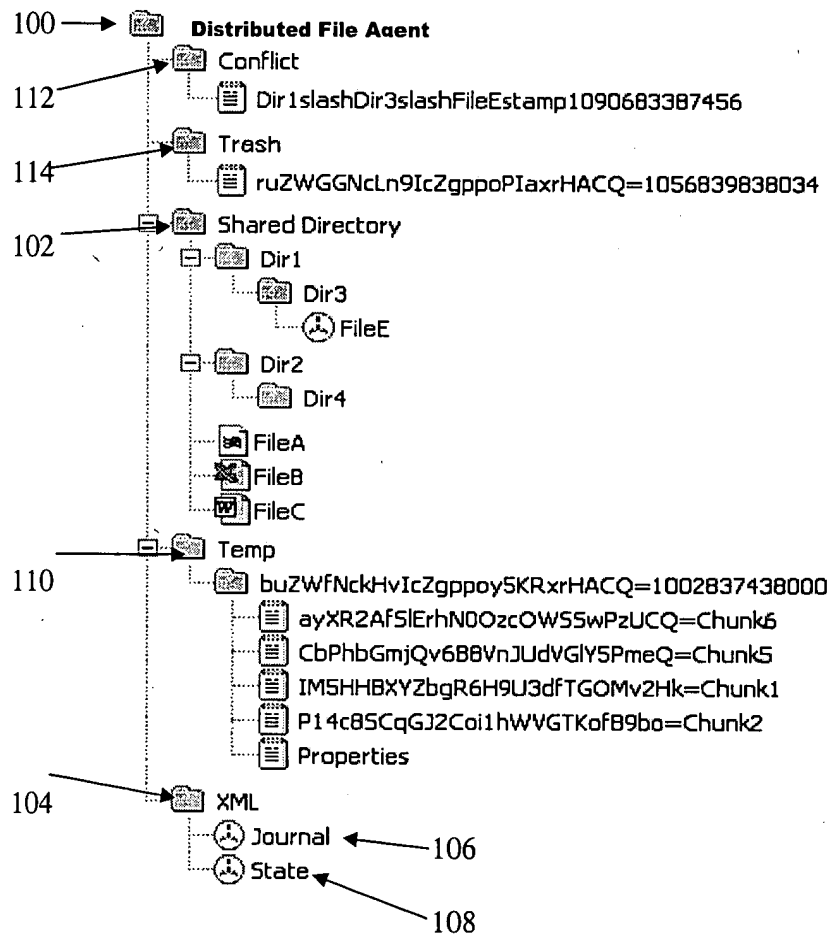 100 Distributed File Agent
Conflict
112
Dir1slashDir3slashFileEstamp1090683387456
Trash
114
ruZWGGNcLn9IcZgppoPIaxrHACQ=1056839838034
Shared Directory
102
Dir1
Dir3
FileE
Dir2
Dir4
FileA
FileB
FileC
Temp
110
buZWfNckHvIcZgppoy5KRxrHACQ=1002837438000
ayXR2AfSlErhN0OzcOWS5wPzUCQ=Chunk6
CbPhbGmjQv6B8VnJUdVGlY5PmeQ=Chunk5
IM5HHBXYZbgR6H9U3dfTGOMv2Hk=Chunk1
P14c85CqGJ2Coi1hWVGTKofB9bo=Chunk2
Properties
104
XML
Journal 106
State
108